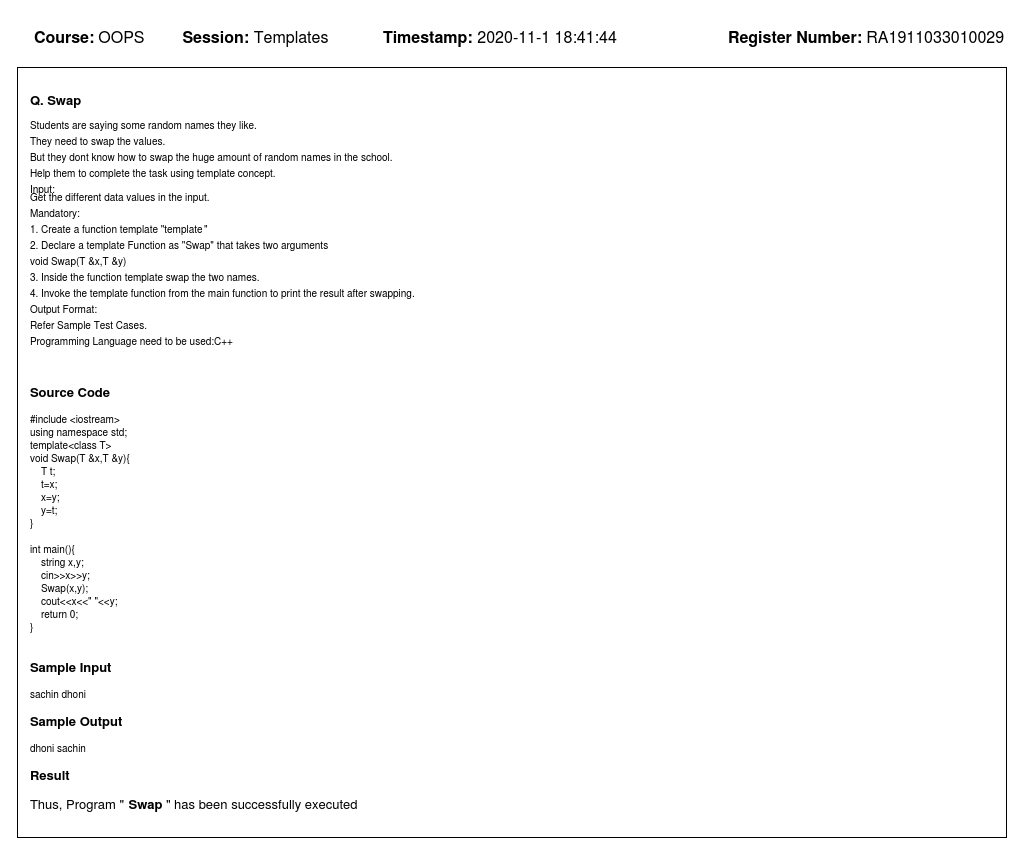 Course: OOPS Session: Templates Timestamp: 2020-11-1 18:41:44 Register Number: RA1911033010029
Q. Swap
Students are saying some random names they like.
They need to swap the values.
But they dont know how to swap the huge amount of random names in the school.
Help them to complete the task using template concept.
Input:
Get the different data values in the input.
Mandatory:
1. Create a function template "template"
2. Declare a template Function as "Swap" that takes two arguments
void Swap(T &x,T &y)
3. Inside the function template swap the two names.
4. Invoke the template function from the main function to print the result after swapping.
Output Format:
Refer Sample Test Cases.
Programming Language need to be used:C++
Source Code
#include <iostream>
using namespace std;
template<class T>
void Swap(T &x,T &y){
    T t;
    t=x;
    x=y;
    y=t;
}
int main(){
    string x,y;
    cin>>x>>y;
    Swap(x,y);
    cout<<x<<" "<<y;
    return 0;
}
Sample Input
sachin dhoni
Sample Output
dhoni sachin
Result
Thus, Program " Swap " has been successfully executed